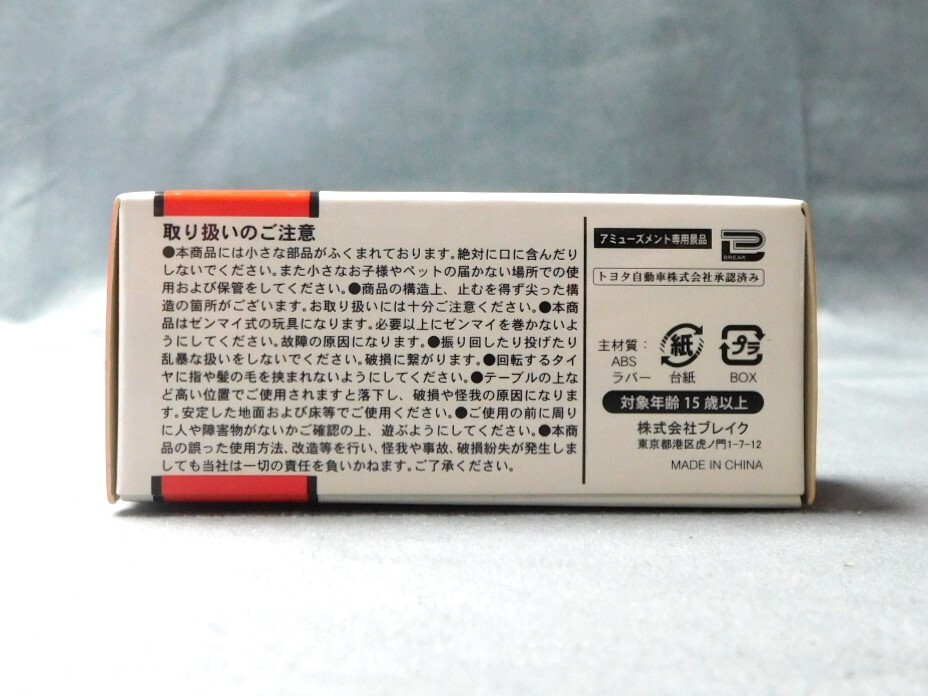 取り扱いのご注意
●本商品には小さな部品がふくまれております。絶対に口に含んだり
しないでください。また小さなお子様やペットの届かない場所での使
用および保管をしてください。●商品の構造上、止むを得ず尖った構
造の箇所がございます。お取り扱いには十分ご注意ください。●本商
品はゼンマイ式の玩具になります。必要以上にゼンマイを巻かないよ
うにしてください。故障の原因になります。●振り回したり投げたり
乱暴な扱いをしないでください。破損に繋がります。●回転するタイ
ヤに指や髪の毛を挟まれないようにしてください。●テーブルの上な
ど高い位置でご使用されますと落下し、破損や怪我の原因になりま
す。安定した地面および床等でご使用ください。●ご使用の前に周り
に人や障害物がないかご確認の上、遊ぶようにしてください。●本商
品の誤った使用方法、改造等を行い、怪我や事故、破損紛失が発生しま
しても当社は一切の責任を負いかねます。ご了承ください。
アミューズメント専用景品
BREAK
トヨタ自動車株式会社承認済み
主材質：
ABS
ラバー
紙
台紙
プラ
BOX
対象年齢 15 歳以上
株式会社ブレイク
東京都港区虎ノ門1-7-12
MADE IN CHINA